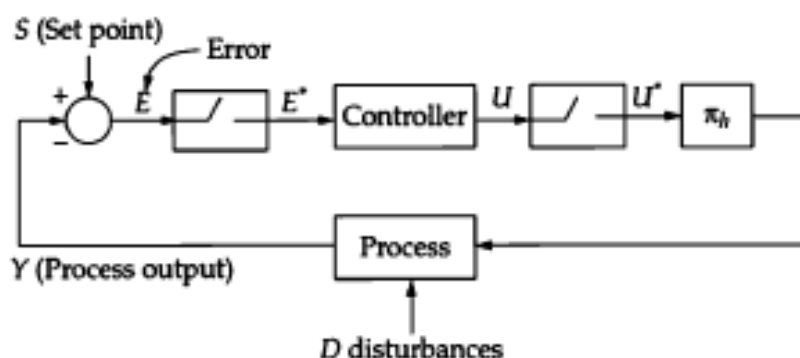 S (Set point)
Error
+
E
E*
Controller
U
U*
πh
−
Process
Y (Process output)
D disturbances